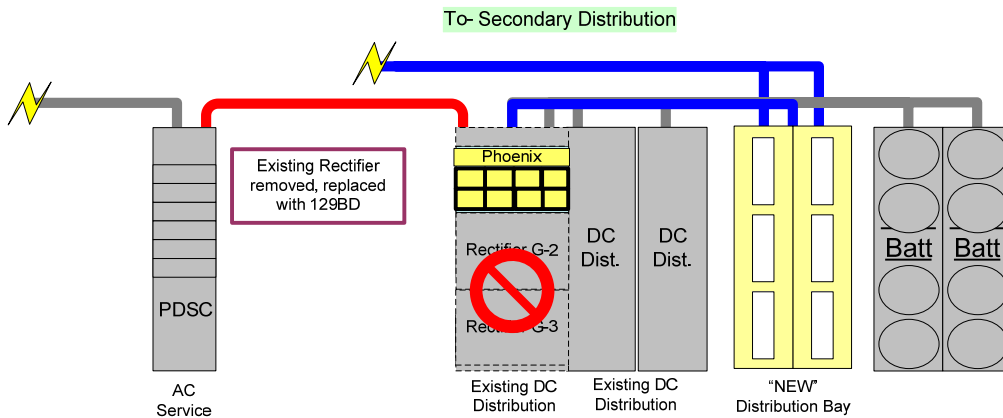 To- Secondary Distribution
Existing Rectifier
removed, replaced
with 129BD
Phoenix
Rectifier G-2
Rectifier G-3
DC
Dist.
DC
Dist.
Batt
Batt
PDSC
AC
Service
Existing DC
Distribution
Existing DC
Distribution
“NEW”
Distribution Bay